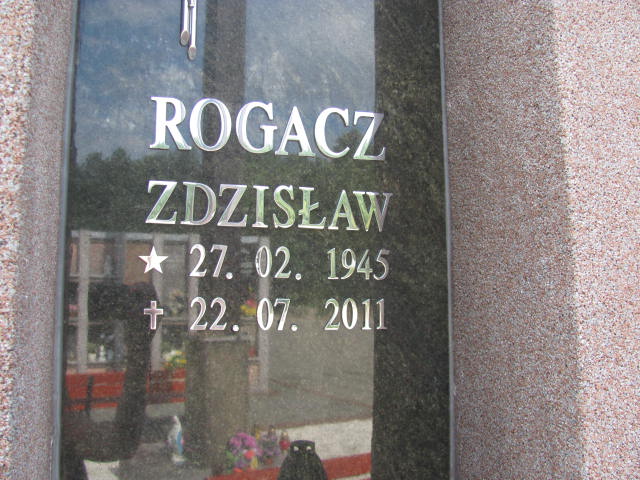 ROGACZ
ZDZISŁAW
★ 27. 02. 1945
✝ 22. 07. 2011